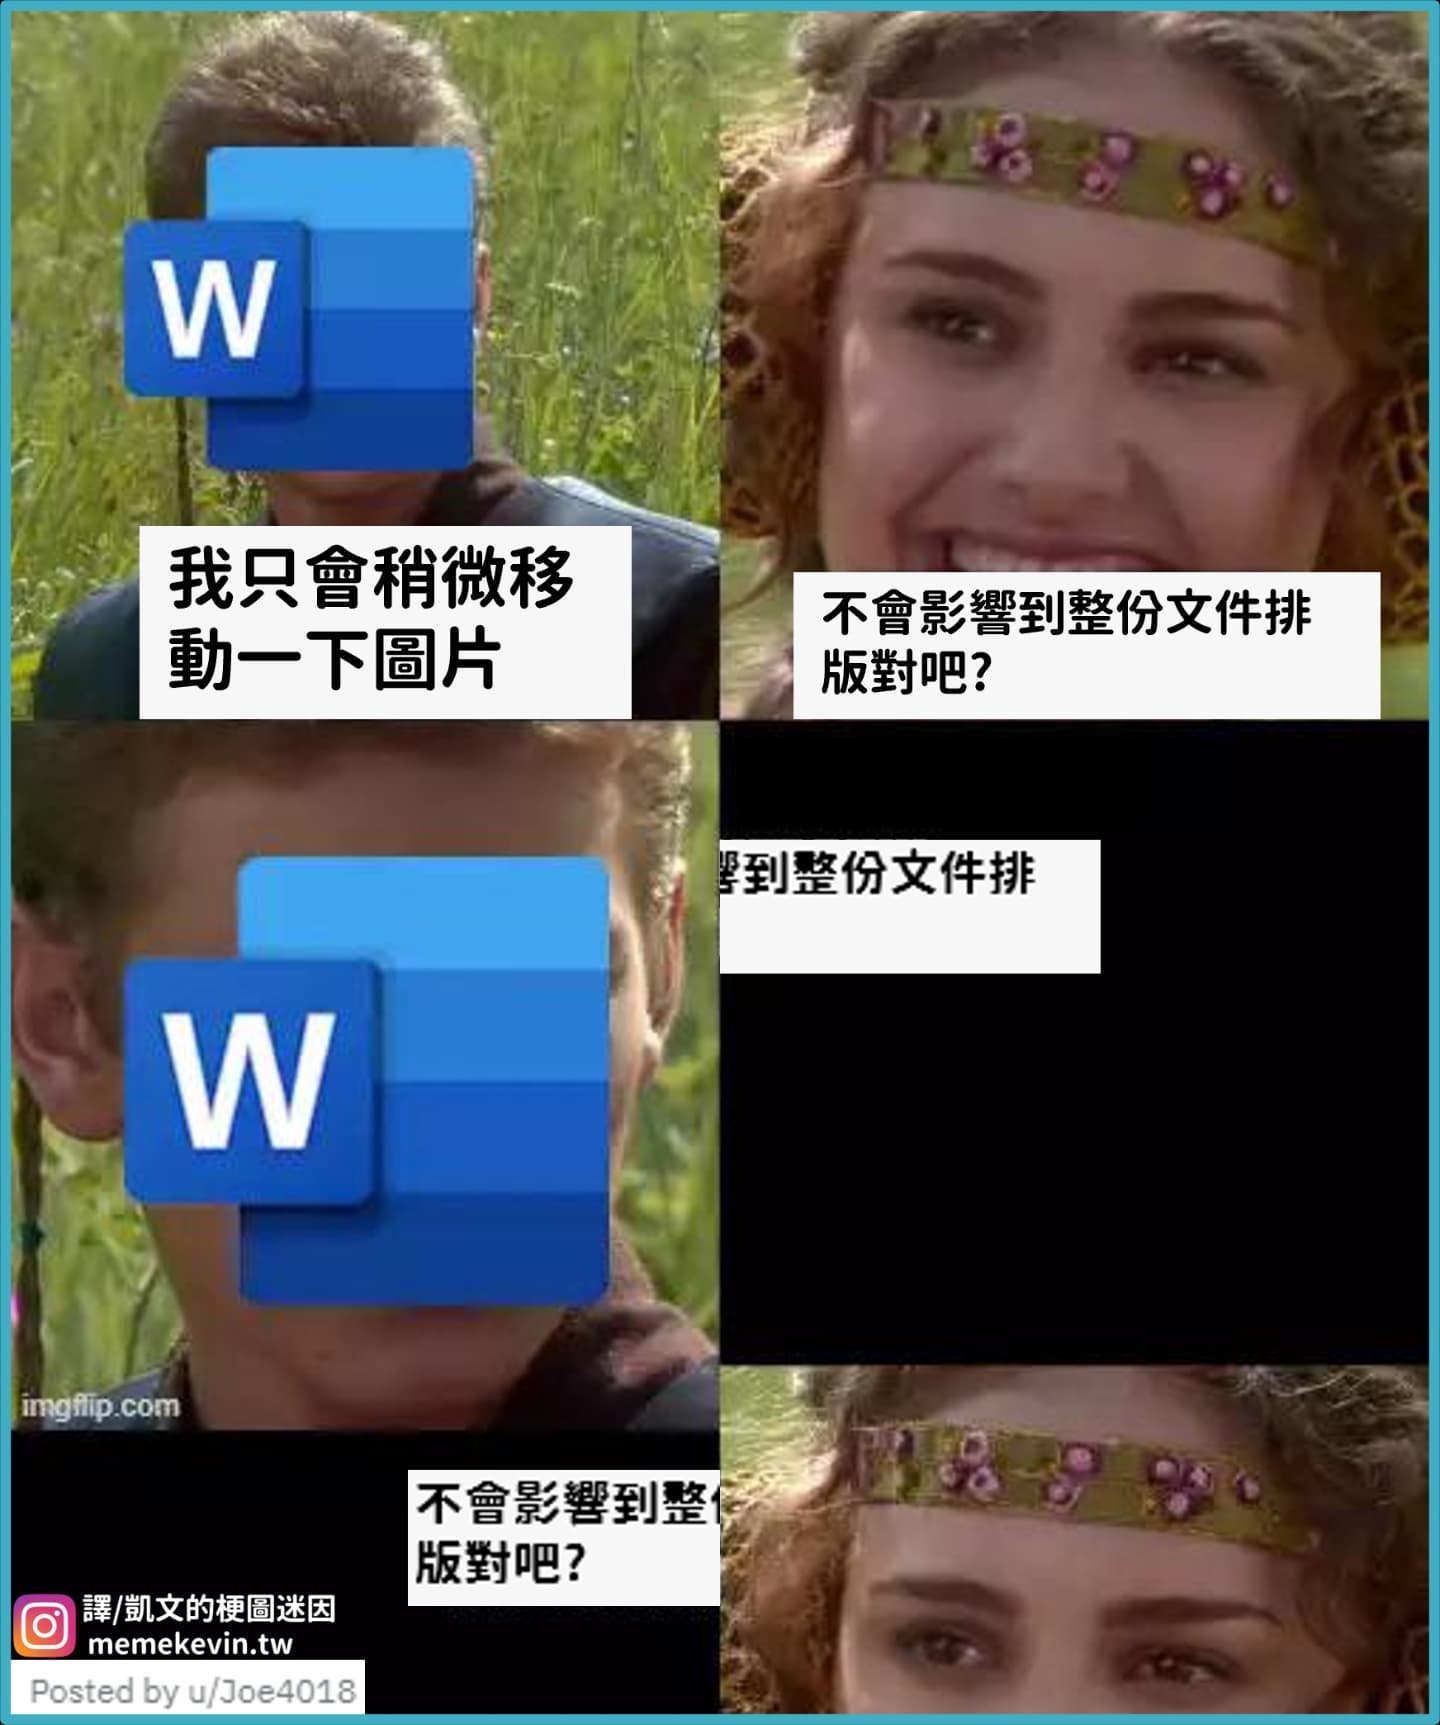 W
我只會稍微移
動一下圖片
不會影響到整份文件排
版對吧?
W
響到整份文件排
imgflip.com
不會影響到整份
版對吧?
譯/凱文的梗圖迷因
memekevin.tw
Posted by u/Joe4018